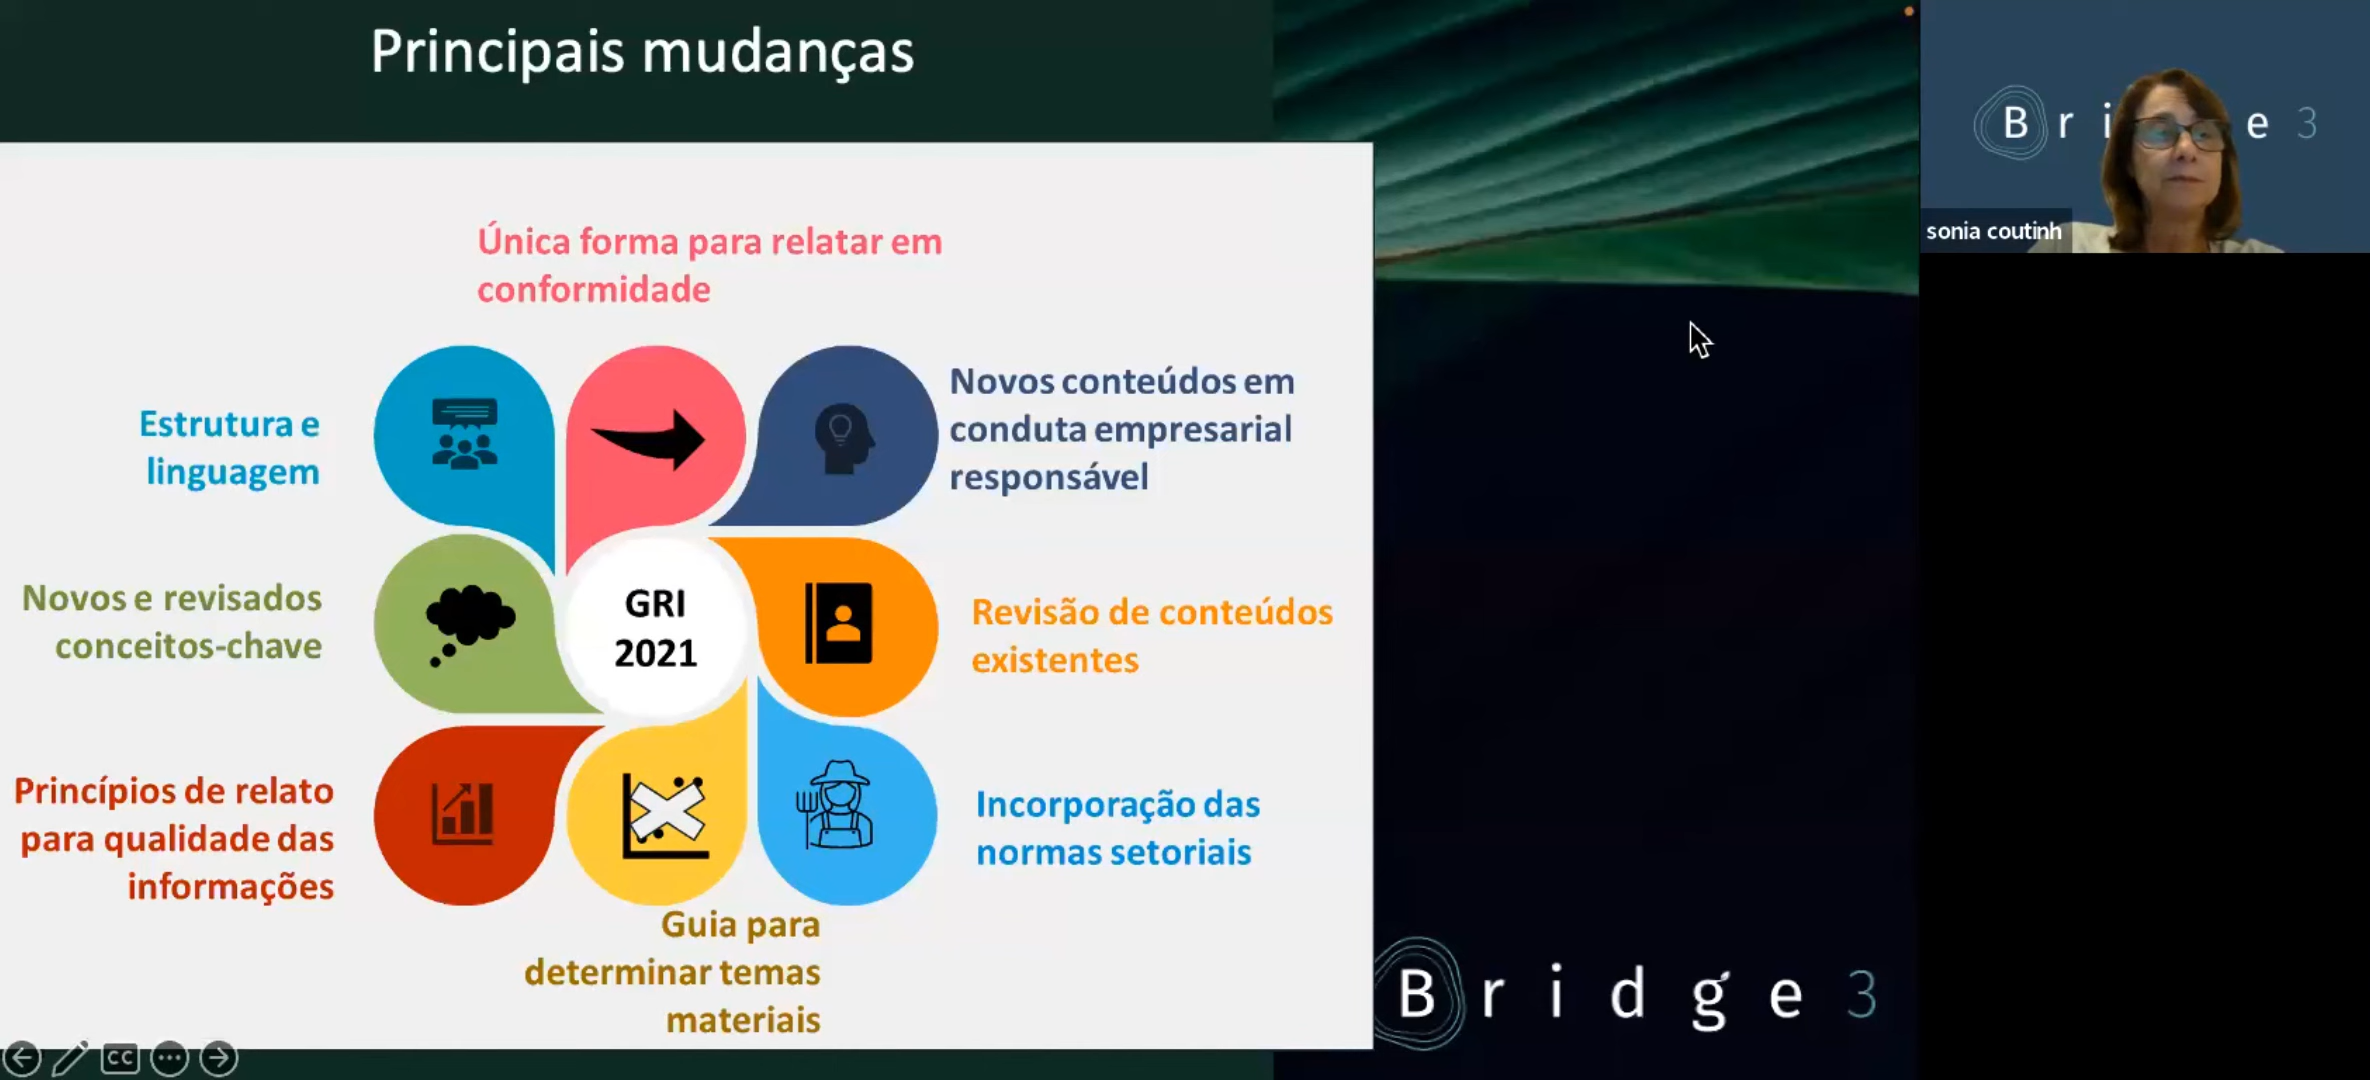 Principais mudanças
Única forma para relatar em
conformidade
Estrutura e
linguagem
Novos conteúdos em
conduta empresarial
responsável
Novos e revisados
conceitos-chave
GRI
2021
Revisão de conteúdos
existentes
Princípios de relato
para qualidade das
informações
Incorporação das
normas setoriais
Guia para
determinar temas
materiais
CC
Bridge 3
B r i e 3
sonia coutinh